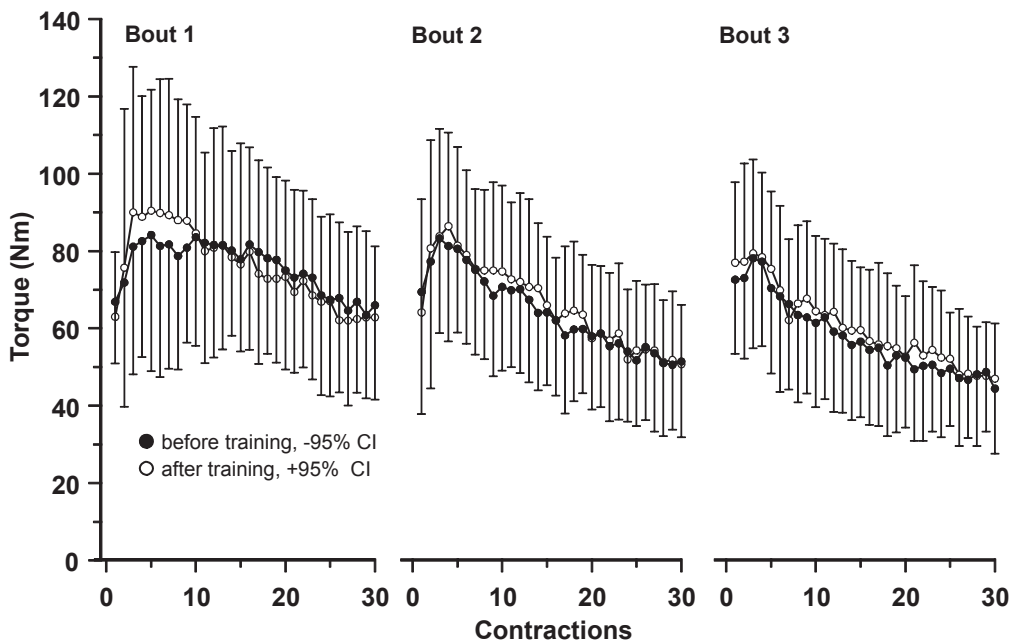 140
120
100
80
60
40
20
0
Torque (Nm)
Bout 1
Bout 2
Bout 3
before training, -95% CI
after training, +95% CI
0 10 20 30 0 10 20 30 0 10 20 30
Contractions